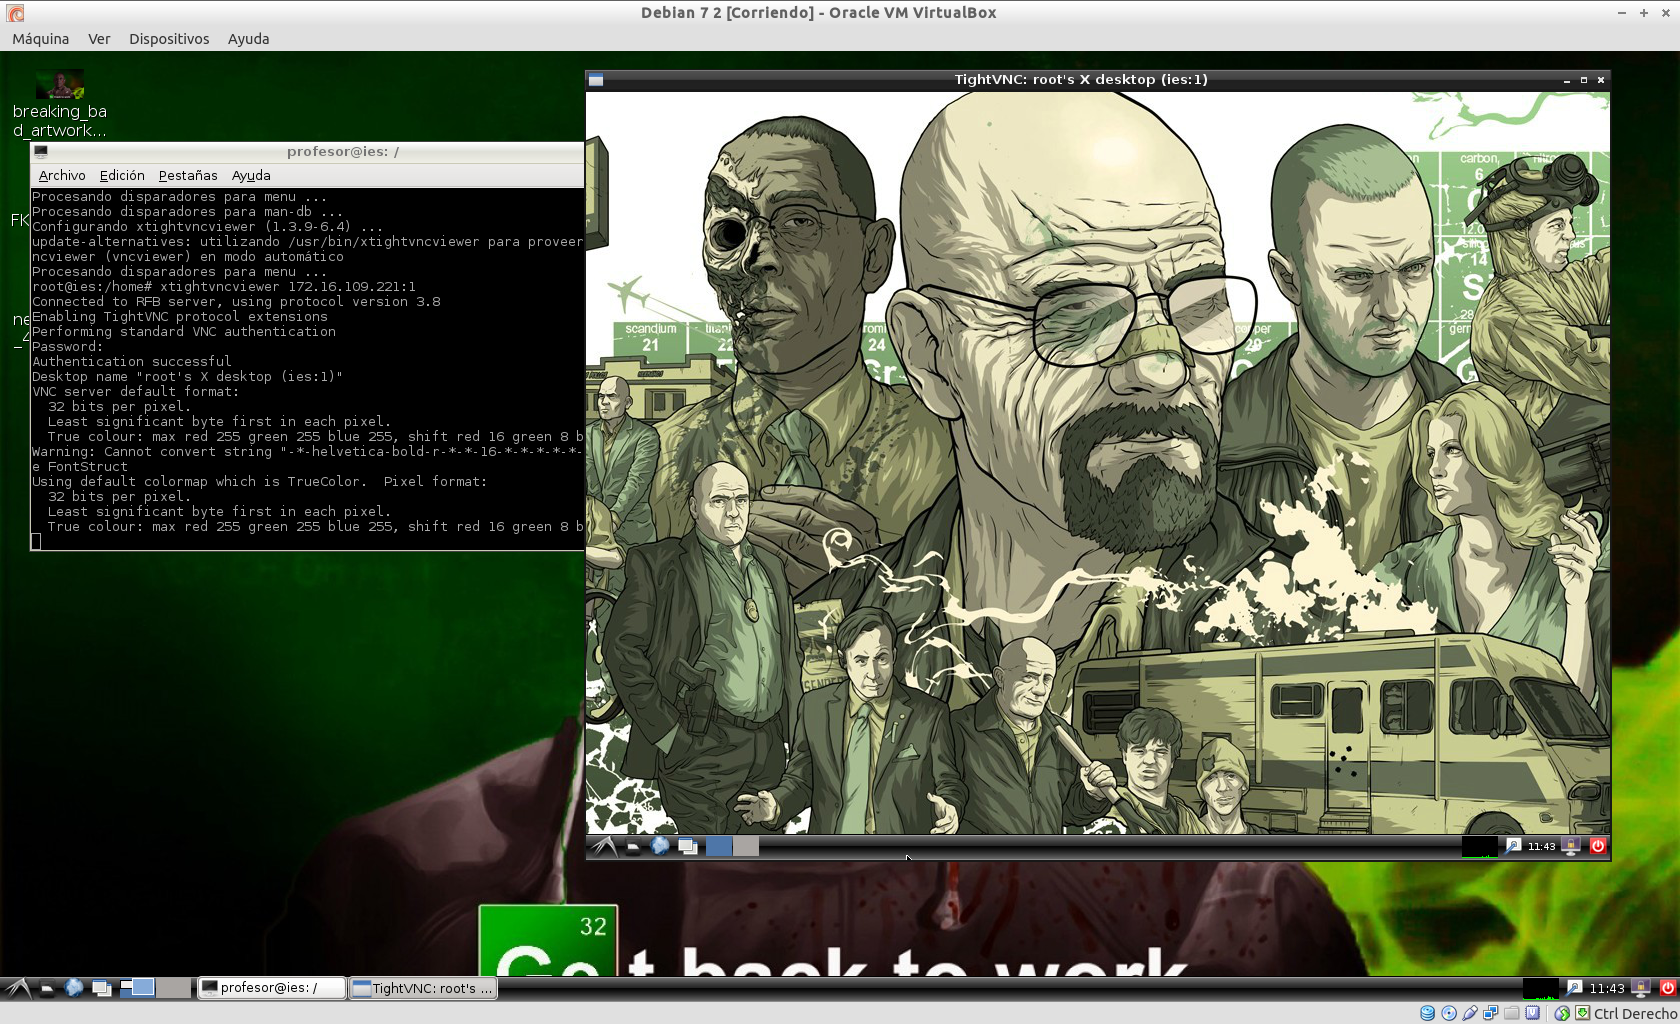 Debian 7 2 [Corriendo] - Oracle VM VirtualBox
Máquina Ver Dispositivos Ayuda
breaking_ba
d_artwork...
FK
ne
profesor@ies: /
Archivo Edición Pestañas Ayuda
Procesando disparadores para menu ...
Procesando disparadores para man-db ...
Configurando xtightvncviewer (1.3.9-6.4) ...
update-alternatives: utilizando /usr/bin/xtightvncviewer para proveer
ncviewer (vncviewer) en modo automático
Procesando disparadores para menu ...
root@ies:/home# xtightvncviewer 172.16.109.221:1
Connected to RFB server, using protocol version 3.8
Enabling TightVNC protocol extensions
Performing standard VNC authentication
Password:
Authentication successful
Desktop name "root's X desktop (ies:1)"
VNC server default format:
32 bits per pixel.
Least significant byte first in each pixel.
True colour: max red 255 green 255 blue 255, shift red 16 green 8 b
Warning: Cannot convert string "-*-helvetica-bold-r-*-*-16-*-*-*-*-*-
e FontStruct
Using default colormap which is TrueColor.  Pixel format:
32 bits per pixel.
Least significant byte first in each pixel.
True colour: max red 255 green 255 blue 255, shift red 16 green 8 b
TightVNC: root's X desktop (ies:1)
carbon,
6
scandium
21
22
24
28
11:43
32
Get back to work
profesor@ies: /
TightVNC: root's ...
11:43
Ctrl Derecho